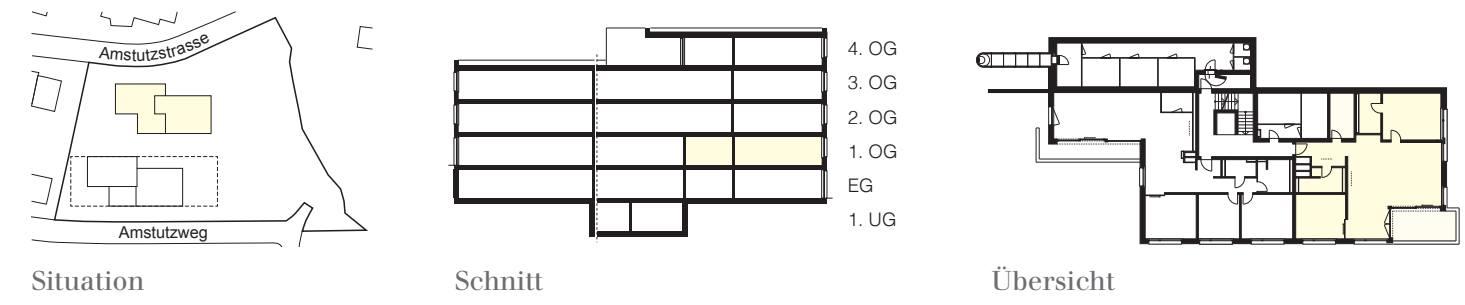 Amstutzstrasse
Amstutzweg
Situation
4. OG
3. OG
2. OG
1. OG
EG
1. UG
Schnitt
Übersicht